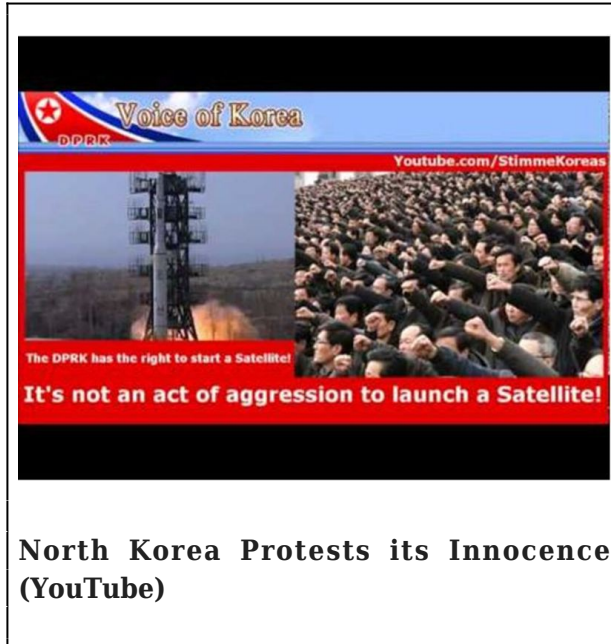 Voice of Korea
DPRK
Youtube.com/StimmeKoreas
The DPRK has the right to start a Satellite!
It's not an act of aggression to launch a Satellite!
North Korea Protests its Innocence
(YouTube)